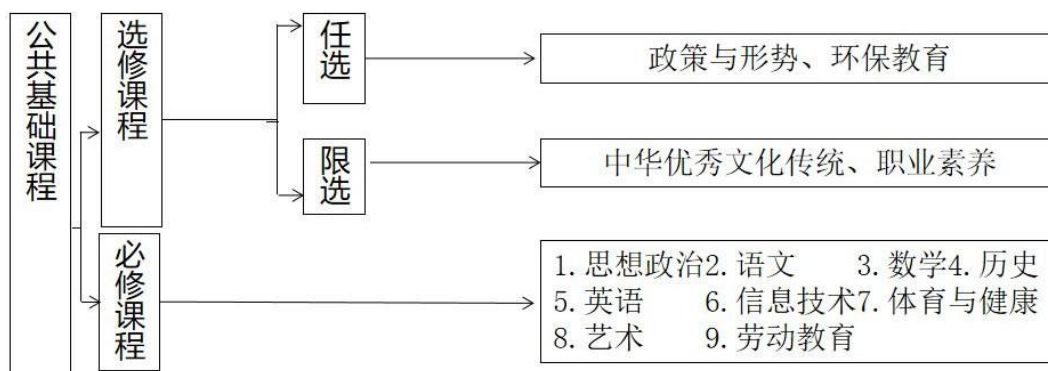 公共基础课程
选修课程
任选
政策与形势、环保教育
限选
中华优秀文化传统、职业素养
必修课程
1.思想政治2.语文 3.数学4.历史
5.英语 6.信息技术7.体育与健康
8.艺术 9.劳动教育